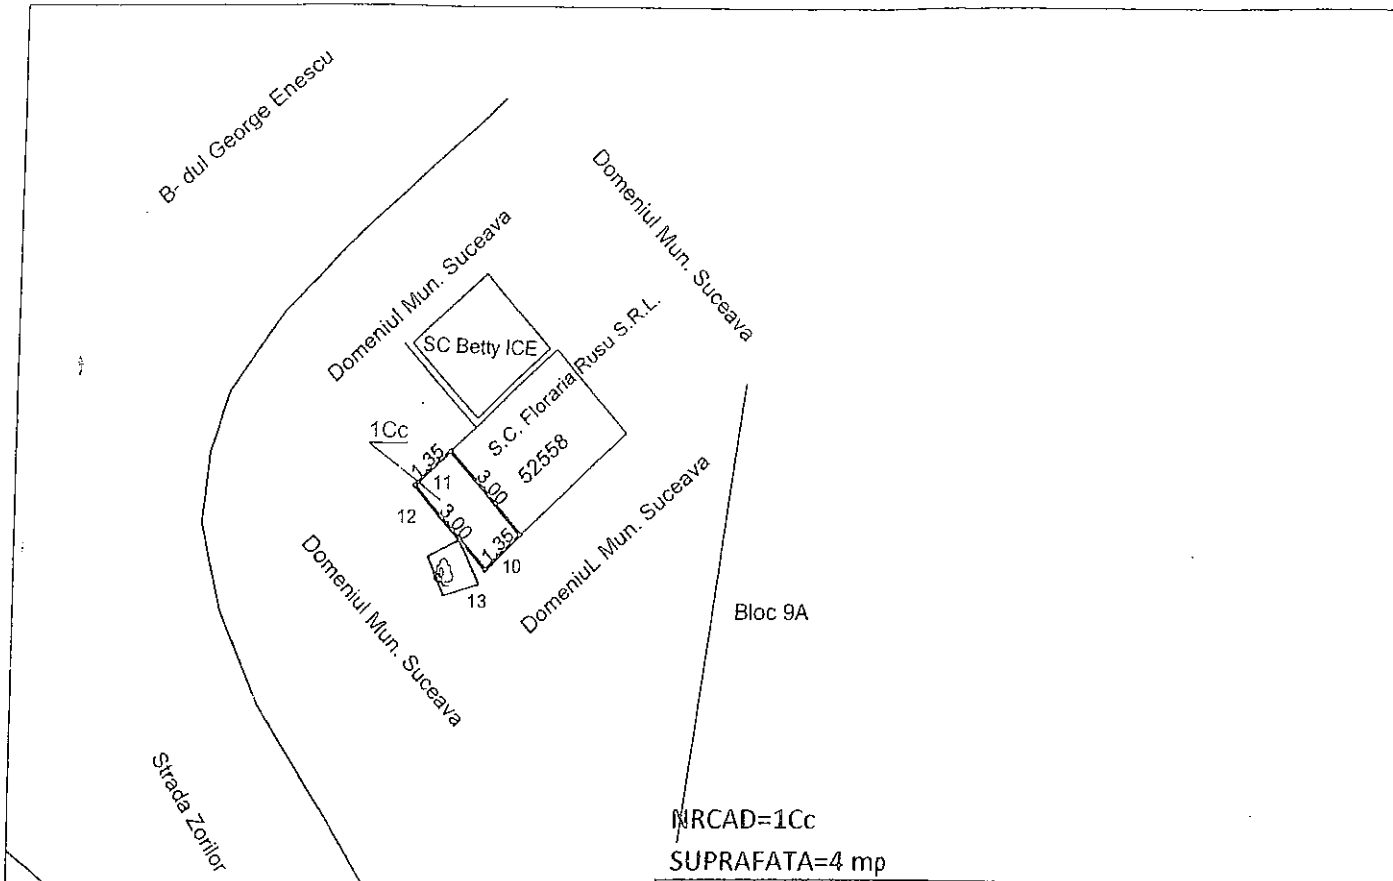 B- dul George Enescu
Domeniul Mun. Suceava
Domeniul Mun. Suceava
SC Betty ICE
S.C. Floraria Rusu S.R.L.
52558
1Cc
1.35
11
3.00
12
3.00
1.35
10
13
Domeniul Mun. Suceava
DomeniuL Mun. Suceava
Bloc 9A
Strada Zorilor
NRCAD=1Cc
SUPRAFATA=4 mp